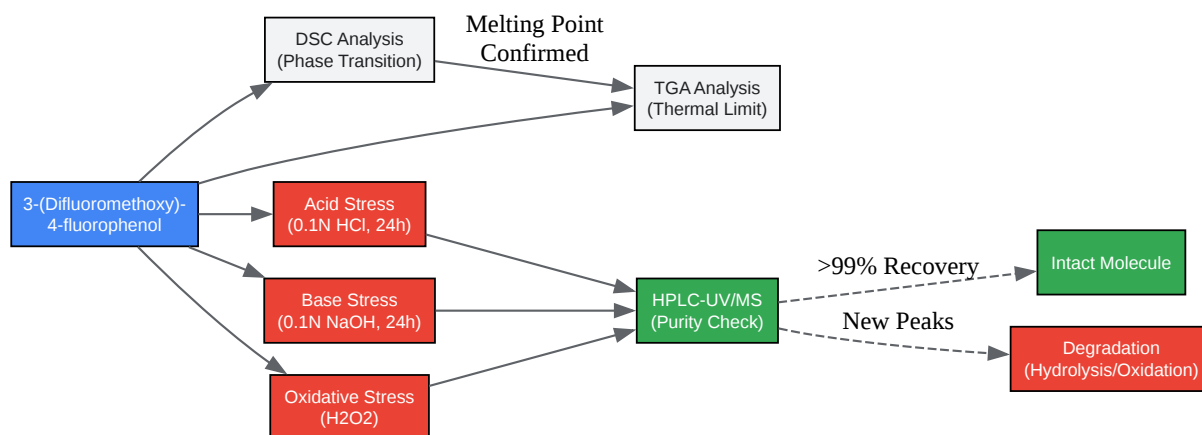 DSC Analysis
(Phase Transition)
Melting Point
Confirmed
TGA Analysis
(Thermal Limit)
3-(Difluoromethoxy)-
4-fluorophenol
Acid Stress
(0.1N HCl, 24h)
Base Stress
(0.1N NaOH, 24h)
Oxidative Stress
(H2O2)
HPLC-UV/MS
(Purity Check)
>99% Recovery
New Peaks
Intact Molecule
Degradation
(Hydrolysis/Oxidation)